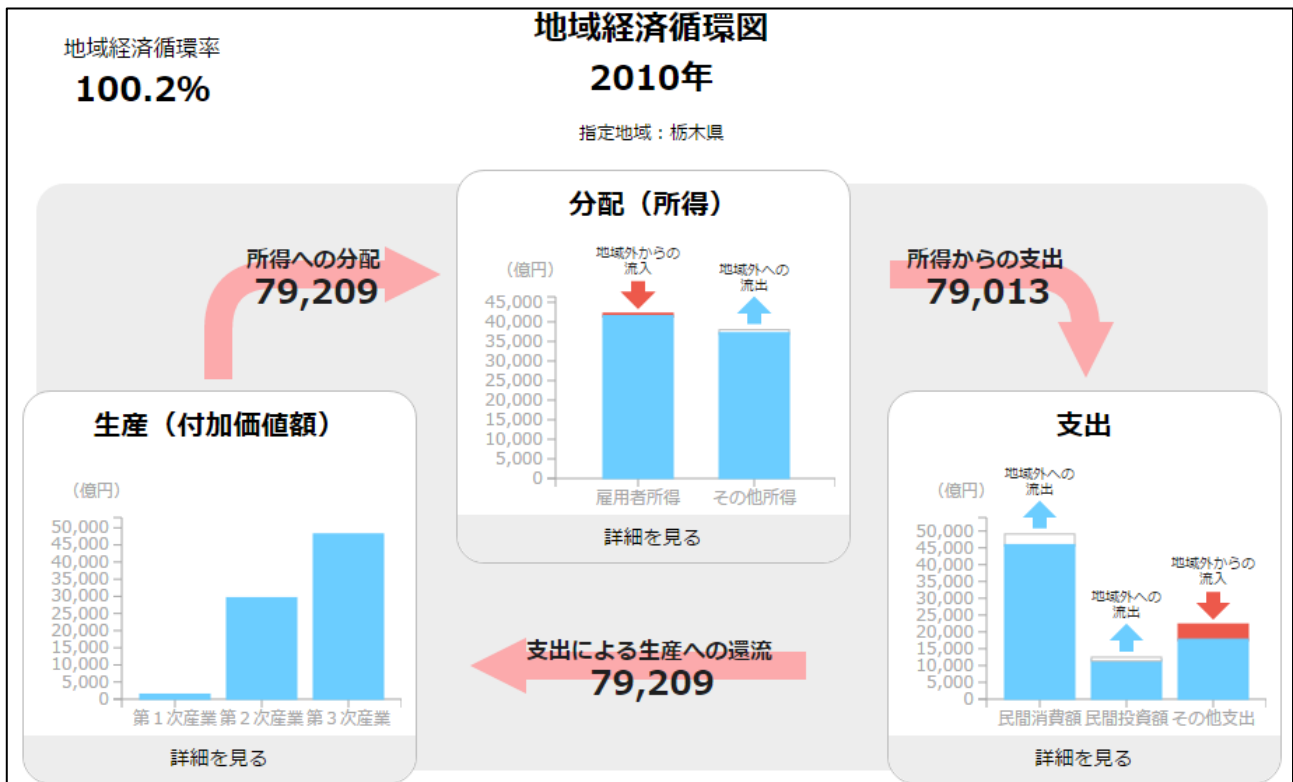 地域経済循環図
2010年
指定地域：栃木県
地域経済循環率
100.2%
所得への分配
79,209
分配（所得）
（億円）
地域外からの
流入
地域外への
流出
45,000
40,000
35,000
30,000
25,000
20,000
15,000
10,000
5,000
0
雇用者所得 その他所得
詳細を見る
所得からの支出
79,013
生産（付加価値額）
（億円）
50,000
45,000
40,000
35,000
30,000
25,000
20,000
15,000
10,000
5,000
0
第１次産業 第２次産業 第３次産業
詳細を見る
支出による生産への還流
79,209
支出
（億円）
地域外への
流出
地域外への
流出
地域外からの
流入
50,000
45,000
40,000
35,000
30,000
25,000
20,000
15,000
10,000
5,000
0
民間消費額 民間投資額 その他支出
詳細を見る